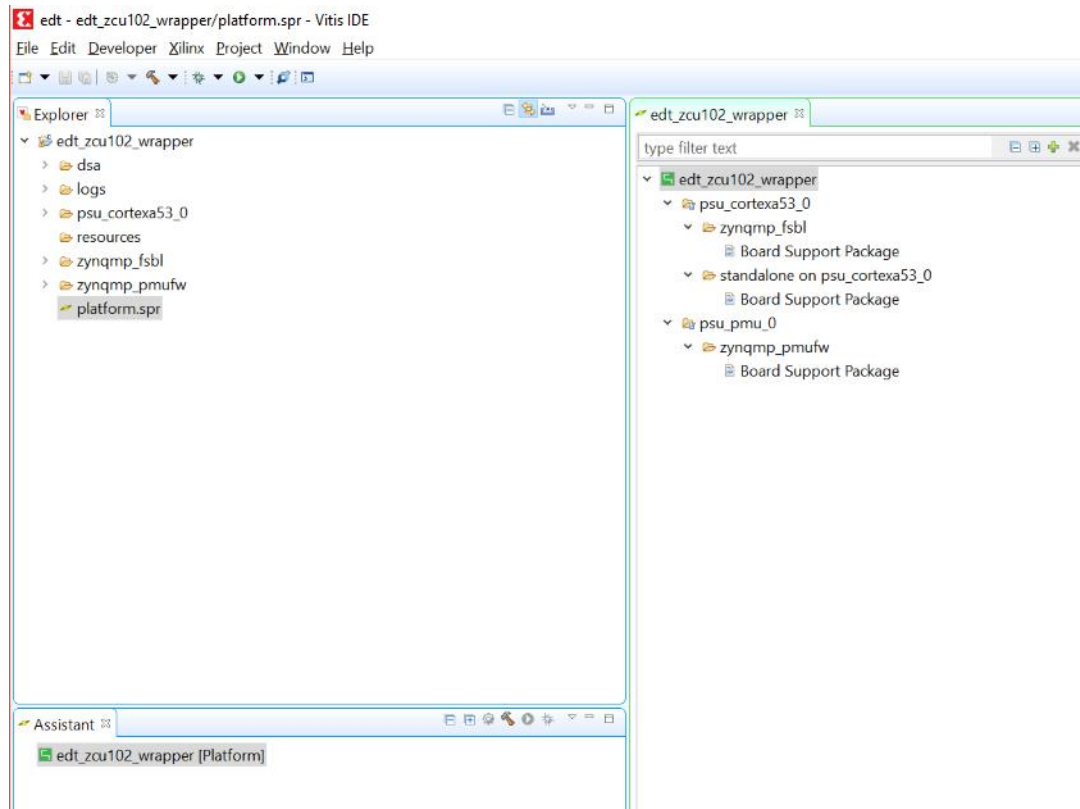 edt - edt_zcu102_wrapper/platform.spr - Vitis IDE
File Edit Developer Xilinx Project Window Help
Explorer
edt_zcu102_wrapper
dsa
logs
psu_cortexa53_0
resources
zynqmp_fsbl
zynqmp_pmufw
platform.spr
Assistant
edt_zcu102_wrapper [Platform]
edt_zcu102_wrapper
type filter text
edt_zcu102_wrapper
psu_cortexa53_0
zynqmp_fsbl
Board Support Package
standalone on psu_cortexa53_0
Board Support Package
psu_pmu_0
zynqmp_pmufw
Board Support Package